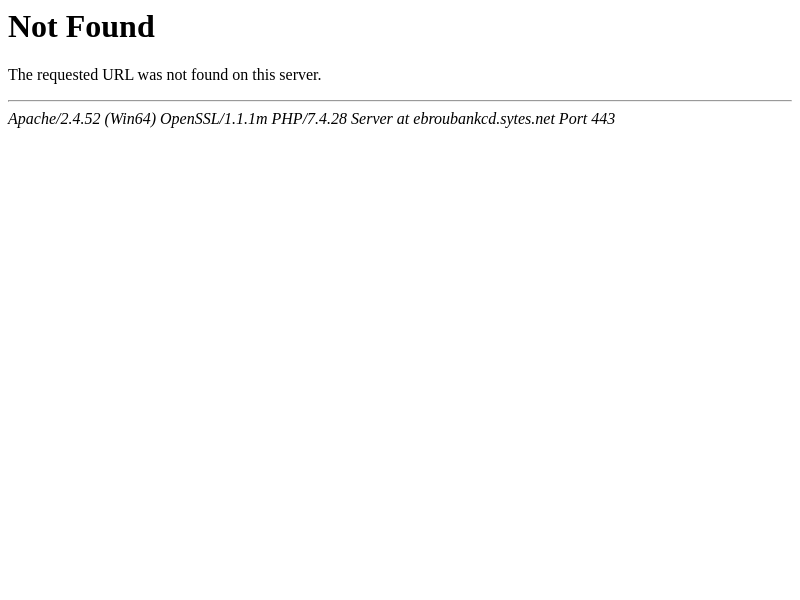 Not Found
The requested URL was not found on this server.
Apache/2.4.52 (Win64) OpenSSL/1.1.1m PHP/7.4.28 Server at ebroubankcd.sytes.net Port 443